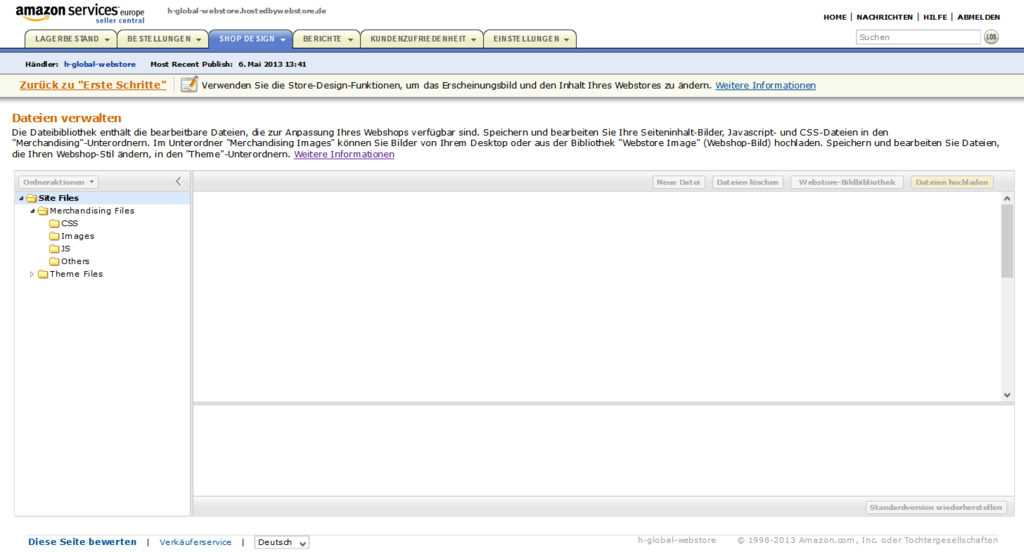 amazon services europe
seller central
h-global-webstore.hostedbywebstore.de
HOME | NACHRICHTEN | HILFE | ABMELDEN
LAGERBESTAND BESTELLUNGEN SHOP DESIGN BERICHTE KUNDENZUFRIEDENHEIT EINSTELLUNGEN Suchen LOS
Händler: h-global-webstore Most Recent Publish: 6. Mai 2013 13:41
Zurück zu "Erste Schritte" Verwenden Sie die Store-Design-Funktionen, um das Erscheinungsbild und den Inhalt Ihres Webstores zu ändern. Weitere Informationen
Dateien verwalten
Die Dateibibliothek enthält die bearbeitbare Dateien, die zur Anpassung Ihres Webshops verfügbar sind. Speichern und bearbeiten Sie Ihre Seiteninhalt-Bilder, Javascript- und CSS-Dateien in den
"Merchandising"-Unterordnern. Im Unterordner "Merchandising Images" können Sie Bilder von Ihrem Desktop oder aus der Bibliothek "Webstore Image" (Webshop-Bild) hochladen. Speichern und bearbeiten Sie Dateien,
die Ihren Webshop-Stil ändern, in den "Theme"-Unterordnern. Weitere Informationen
Ordneraktionen
Neue Datei Dateien löschen Webstore-Bildbibliothek Dateien hochladen
Site Files
Merchandising Files
CSS
Images
JS
Others
Theme Files
Standardversion wiederherstellen
Diese Seite bewerten | Verkäuferservice | Deutsch
h-global-webstore © 1998-2013 Amazon.com, Inc. oder Tochtergesellschaften